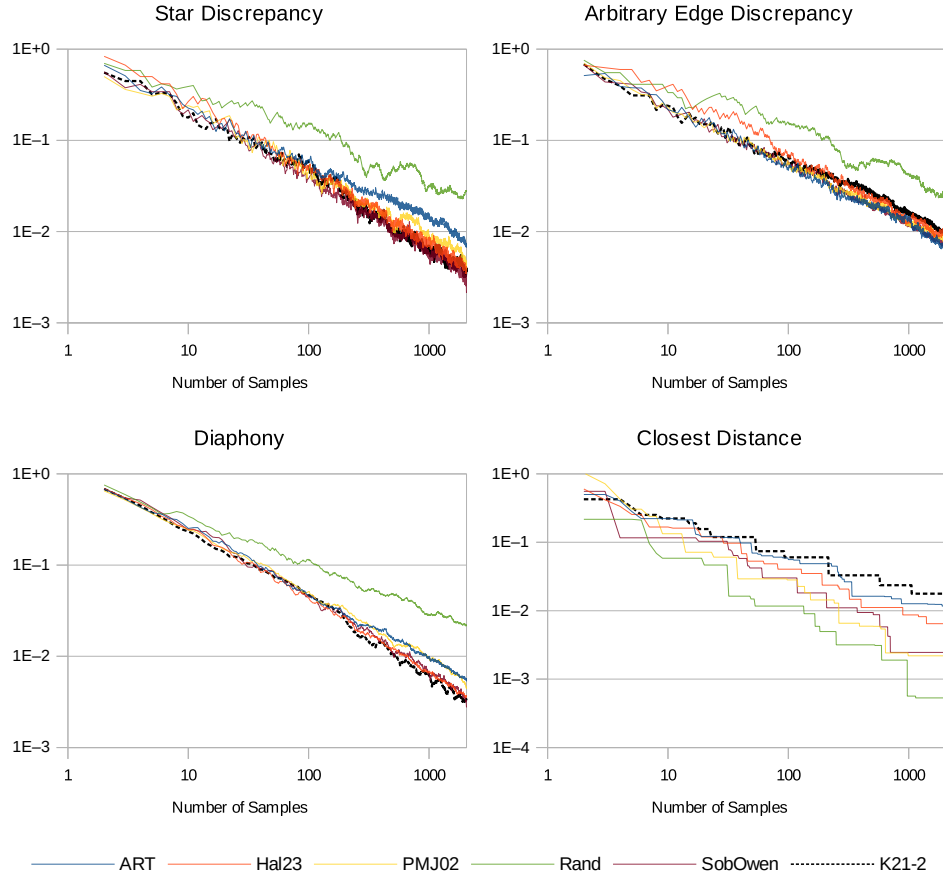 Star Discrepancy
Arbitrary Edge Discrepancy
1E+0
1E–1
1E–2
1E–3
1 10 100 1000
Number of Samples
1E+0
1E–1
1E–2
1E–3
1 10 100 1000
Number of Samples
Diaphony
Closest Distance
1E+0
1E–1
1E–2
1E–3
1 10 100 1000
Number of Samples
1E+0
1E–1
1E–2
1E–3
1E–4
1 10 100 1000
Number of Samples
ART Hal23 PMJ02 Rand SobOwen K21-2